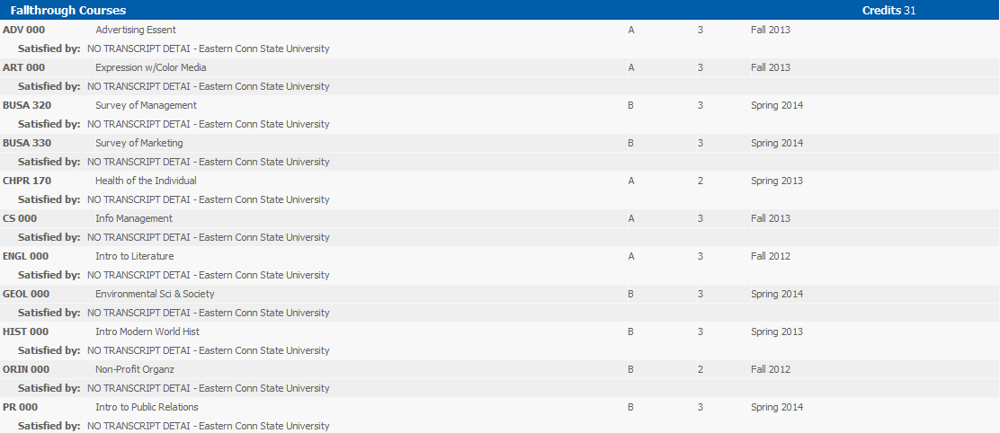 Fallthrough Courses Credits 31
ADV 000 Advertising Essent A 3 Fall 2013
Satisfied by: NO TRANSCRIPT DETAI - Eastern Conn State University
ART 000 Expression w/Color Media A 3 Fall 2013
Satisfied by: NO TRANSCRIPT DETAI - Eastern Conn State University
BUSA 320 Survey of Management B 3 Spring 2014
Satisfied by: NO TRANSCRIPT DETAI - Eastern Conn State University
BUSA 330 Survey of Marketing B 3 Spring 2014
Satisfied by: NO TRANSCRIPT DETAI - Eastern Conn State University
CHPR 170 Health of the Individual A 2 Spring 2013
Satisfied by: NO TRANSCRIPT DETAI - Eastern Conn State University
CS 000 Info Management A 3 Fall 2013
Satisfied by: NO TRANSCRIPT DETAI - Eastern Conn State University
ENGL 000 Intro to Literature A 3 Fall 2012
Satisfied by: NO TRANSCRIPT DETAI - Eastern Conn State University
GEOL 000 Environmental Sci & Society B 3 Spring 2014
Satisfied by: NO TRANSCRIPT DETAI - Eastern Conn State University
HIST 000 Intro Modern World Hist B 3 Spring 2013
Satisfied by: NO TRANSCRIPT DETAI - Eastern Conn State University
ORIN 000 Non-Profit Organz B 2 Fall 2012
Satisfied by: NO TRANSCRIPT DETAI - Eastern Conn State University
PR 000 Intro to Public Relations B 3 Spring 2014
Satisfied by: NO TRANSCRIPT DETAI - Eastern Conn State University